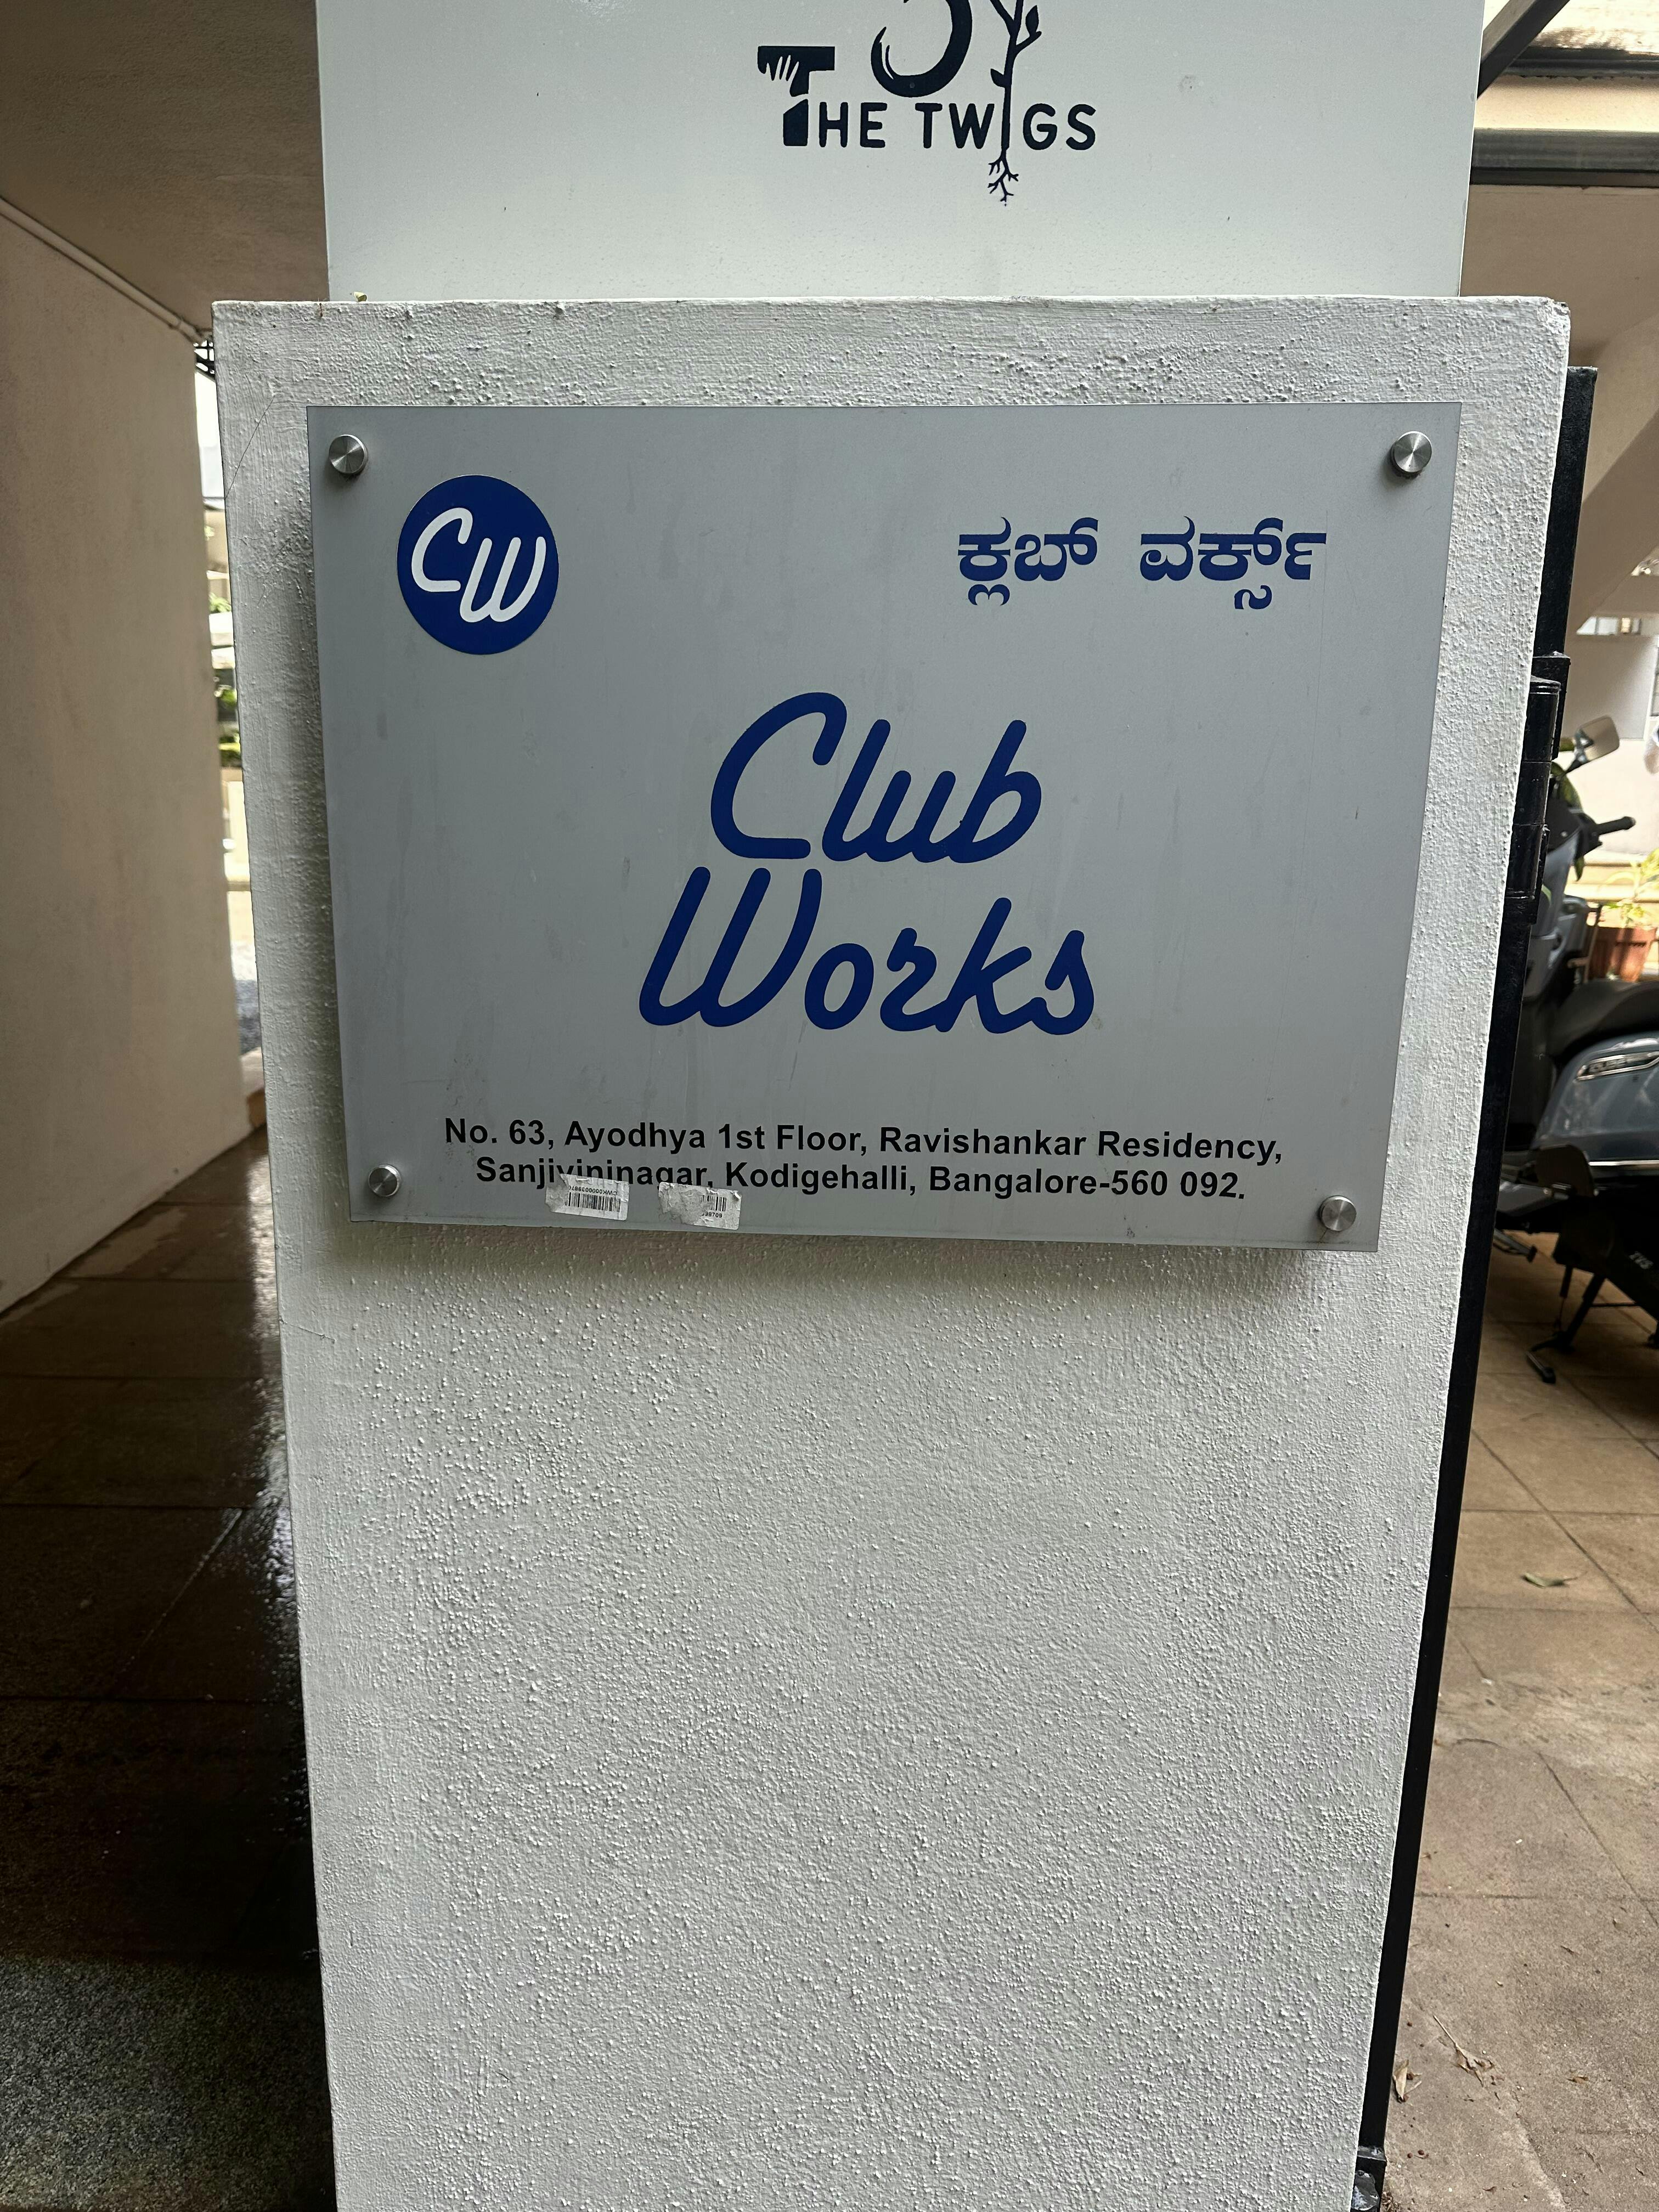 THE TWIGS
CW
ಕ್ಲಬ್ ವರ್ಕ್ಸ್
Club
Works
No. 63, Ayodhya 1st Floor, Ravishankar Residency,
Sanjivininagar, Kodigehalli, Bangalore-560 092.